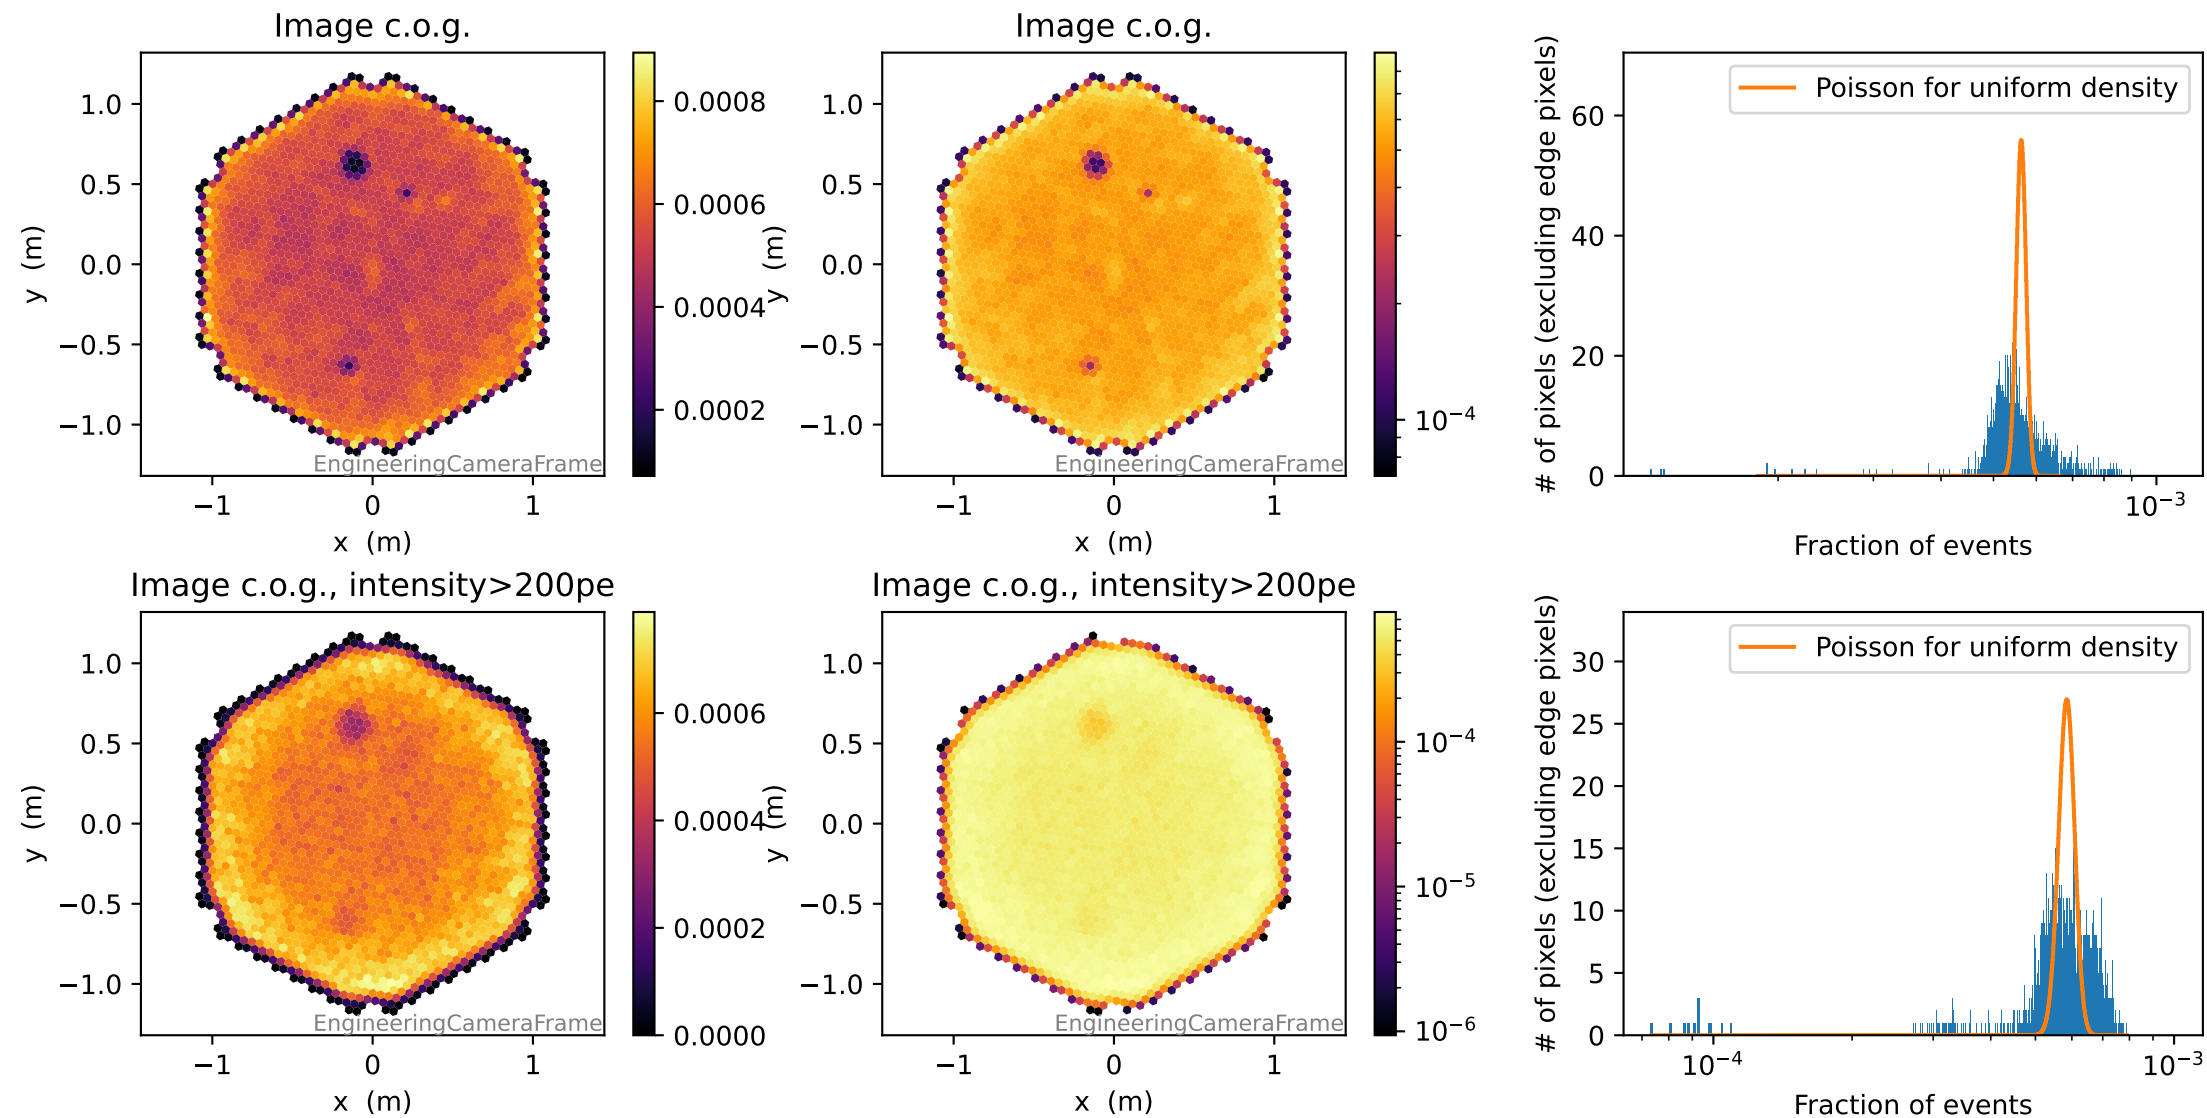 Image c.o.g.
y (m)
1.0
0.5
0.0
−0.5
−1.0
−1
0
1
x (m)
EngineeringCameraFrame
0.0008
0.0006
0.0004
0.0002
Image c.o.g.
y (m)
1.0
0.5
0.0
−0.5
−1.0
−1
0
1
x (m)
EngineeringCameraFrame
10⁻⁴
# of pixels (excluding edge pixels)
60
40
20
0
Poisson for uniform density
10⁻³
Fraction of events
Image c.o.g., intensity>200pe
y (m)
1.0
0.5
0.0
−0.5
−1.0
−1
0
1
x (m)
EngineeringCameraFrame
0.0006
0.0004
0.0002
0.0000
Image c.o.g., intensity>200pe
y (m)
1.0
0.5
0.0
−0.5
−1.0
−1
0
1
x (m)
EngineeringCameraFrame
10⁻⁴
10⁻⁵
10⁻⁶
# of pixels (excluding edge pixels)
30
25
20
15
10
5
0
Poisson for uniform density
10⁻⁴
10⁻³
Fraction of events